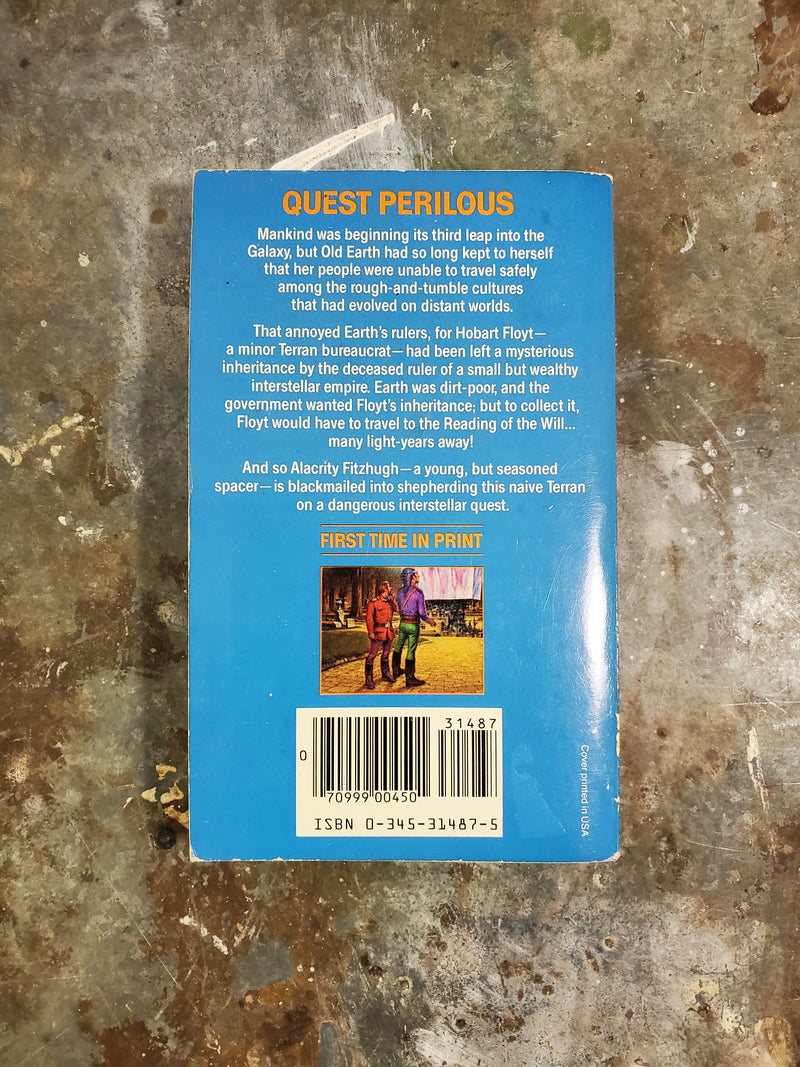 QUEST PERILOUS
Mankind was beginning its third leap into the
Galaxy, but Old Earth had so long kept to herself
that her people were unable to travel safely
among the rough-and-tumble cultures
that had evolved on distant worlds.
That annoyed Earth's rulers, for Hobart Floyt—
a minor Terran bureaucrat—had been left a mysterious
inheritance by the deceased ruler of a small but wealthy
interstellar empire. Earth was dirt-poor, and the
government wanted Floyt's inheritance; but to collect it,
Floyt would have to travel to the Reading of the Will...
many light-years away!
And so Alacrity Fitzhugh—a young, but seasoned
spacer—is blackmailed into shepherding this naive Terran
on a dangerous interstellar quest.
FIRST TIME IN PRINT
31487
0
70999 00450
ISBN 0-345-31487-5
Cover printed in USA